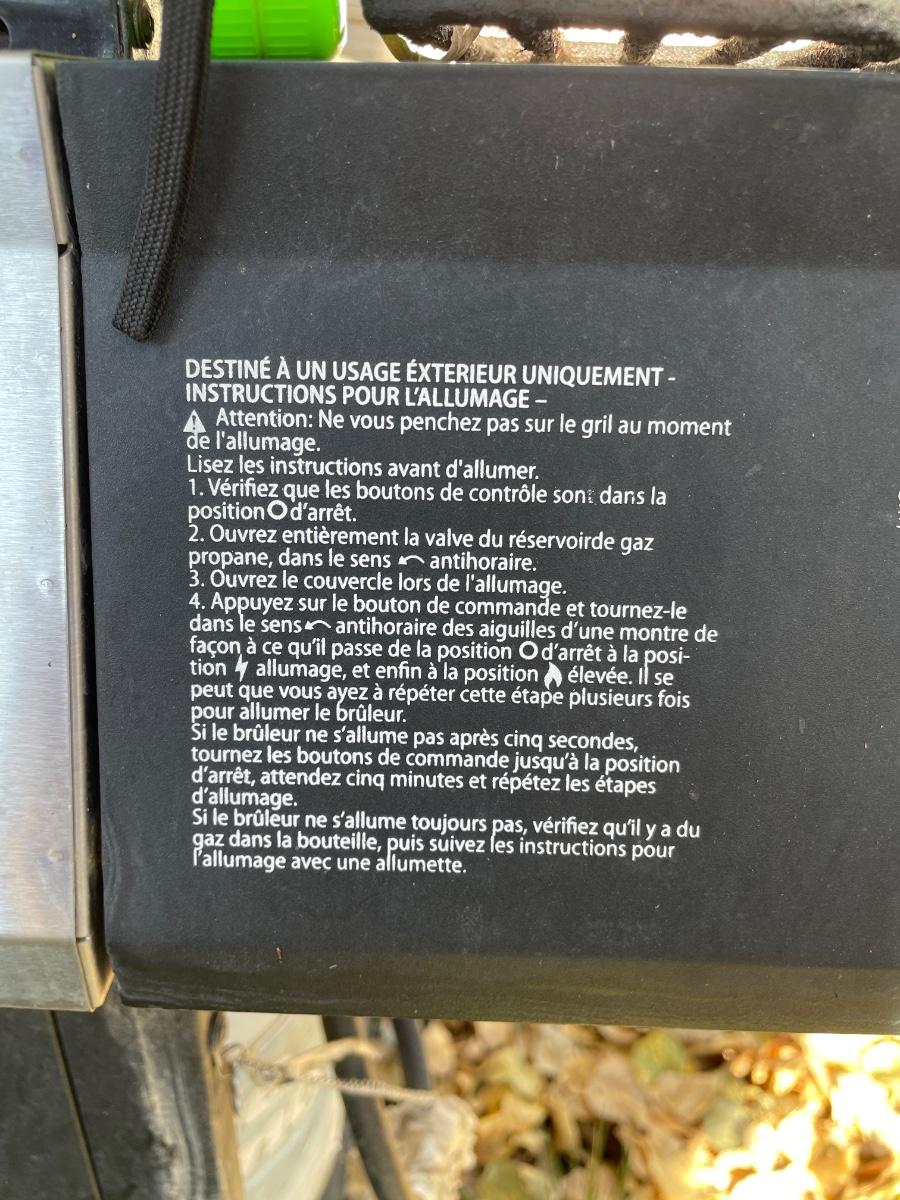 DESTINÉ À UN USAGE ÉXTERIEUR UNIQUEMENT -
INSTRUCTIONS POUR L'ALLUMAGE –
Attention: Ne vous penchez pas sur le gril au moment
de l'allumage.
Lisez les instructions avant d'allumer.
1. Vérifiez que les boutons de contrôle sont dans la
position d'arrêt.
2. Ouvrez entièrement la valve du réservoirde gaz
propane, dans le sens antihoraire.
3. Ouvrez le couvercle lors de l'allumage.
4. Appuyez sur le bouton de commande et tournez-le
dans le sens antihoraire des aiguilles d'une montre de
façon à ce qu'il passe de la position d'arrêt à la posi-
tion allumage, et enfin à la position élevée. Il se
peut que vous ayez à répéter cette étape plusieurs fois
pour allumer le brûleur.
Si le brûleur ne s'allume pas après cinq secondes,
tournez les boutons de commande jusqu'à la position
d'arrêt, attendez cinq minutes et répétez les étapes
d'allumage.
Si le brûleur ne s'allume toujours pas, vérifiez qu'il y a du
gaz dans la bouteille, puis suivez les instructions pour
l'allumage avec une allumette.